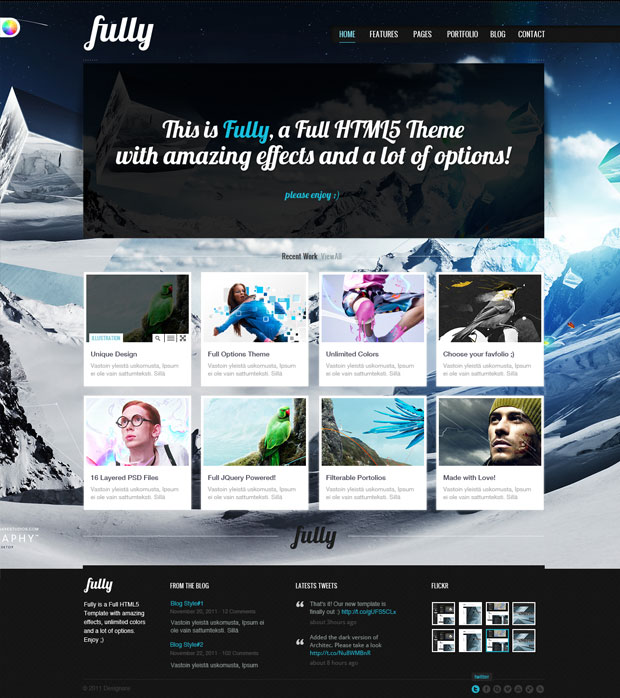 fully
HOME FEATURES PAGES PORTFOLIO BLOG CONTACT
This is Fully, a Full HTML5 Theme
with amazing effects and a lot of options!
please enjoy :)
Recent Work View All
ILLUSTRATION
Unique Design
Vastoin yleistä uskomusta, Ipsum
ei ole vain sattumteksti. Sillä
Full Options Theme
Vastoin yleistä uskomusta, Ipsum
ei ole vain sattumteksti. Sillä
Unlimited Colors
Vastoin yleistä uskomusta, Ipsum
ei ole vain sattumteksti. Sillä
Choose your favfolio ;)
Vastoin yleistä uskomusta, Ipsum
ei ole vain sattumteksti. Sillä
16 Layered PSD Files
Vastoin yleistä uskomusta, Ipsum
ei ole vain sattumteksti. Sillä
Full JQuery Powered!
Vastoin yleistä uskomusta, Ipsum
ei ole vain sattumteksti. Sillä
Filterable Portolios
Vastoin yleistä uskomusta, Ipsum
ei ole vain sattumteksti. Sillä
Made with Love!
Vastoin yleistä uskomusta, Ipsum
ei ole vain sattumteksti. Sillä
APHY
fully
fully
Fully is a Full HTML5
Template with amazing
effects, unlimited colors
and a lot of options.
Enjoy ;)
FROM THE BLOG
Blog Style#1
November 20, 2011 - 12 Comments
Vastoin yleistä uskomusta, Ipsum ei
ole vain sattumteksti. Sillä
Blog Style#2
November 20, 2011 - 12 Comments
Vastoin yleistä uskomusta, Ipsum
LATESTS TWEETS
“ That's it! Our new template is
finally out :) http://t.co/gUFS5CLx
about 3hours ago
“ Added the dark version of
Architec. Please take a look
http://t.co/Nu8WMBnR
about 8 hours ago
FLICKR
twitter
© 2011 Designare